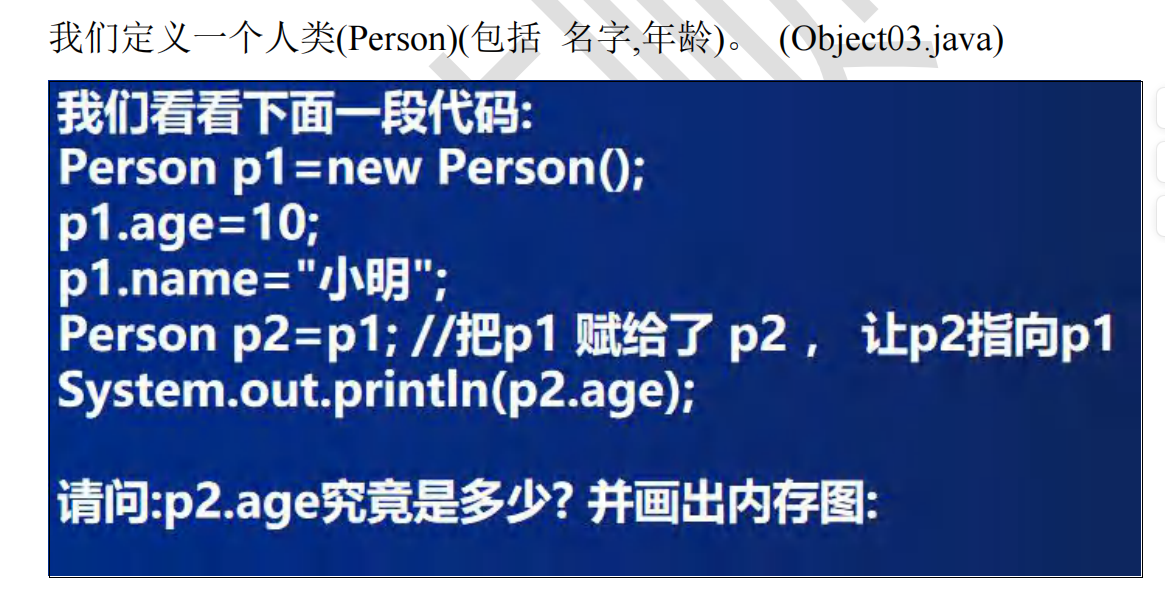 我们定义一个人类(Person)(包括 名字,年龄)。 (Object03.java)
我们看看下面一段代码:
Person p1=new Person();
p1.age=10;
p1.name="小明";
Person p2=p1; //把p1 赋给了 p2 ， 让p2指向p1
System.out.println(p2.age);
请问:p2.age究竟是多少? 并画出内存图: